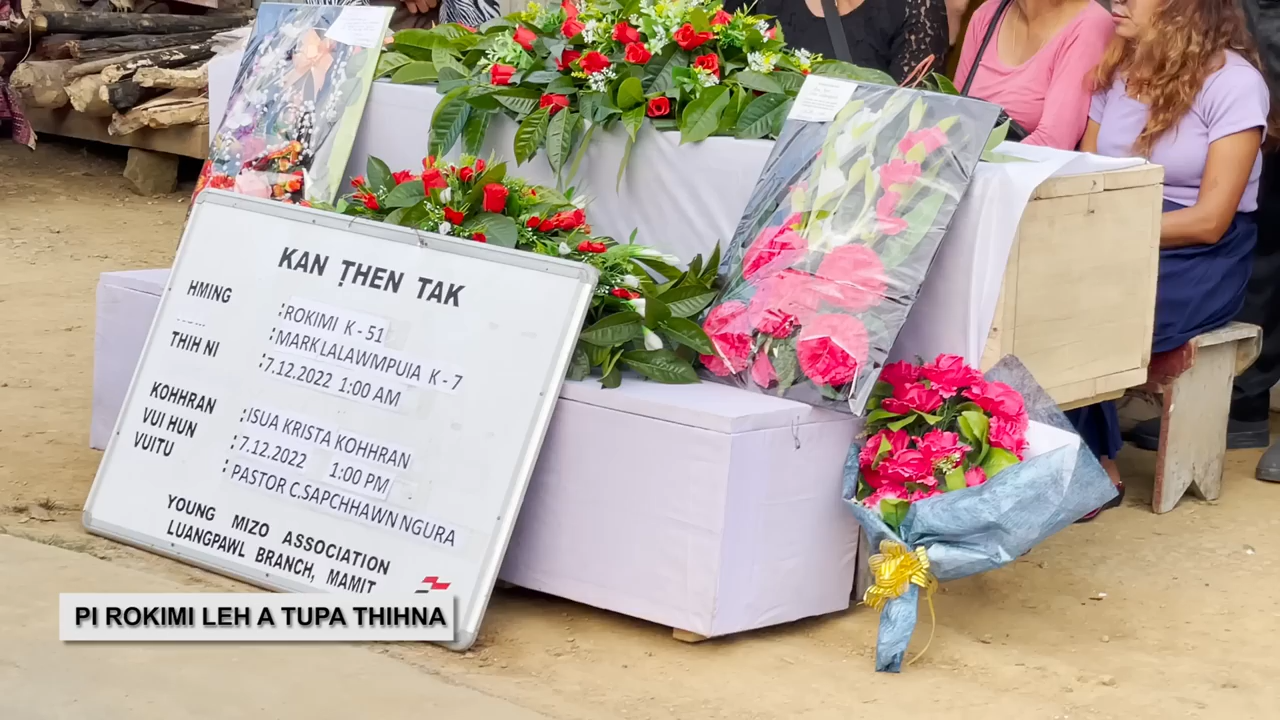 KAN ṬHEN TAK
HMING :ROKIMI K - 51
:MARK LALAWMPUIA K - 7
THIH NI :7.12.2022 1:00 AM
KOHHRAN :ISUA KRISTA KOHHRAN
VUI HUN :7.12.2022 1:00 PM
VUITU :PASTOR C.SAPCHHAWNNGURA
YOUNG MIZO ASSOCIATION
LUANGPAWL BRANCH, MAMIT
PI ROKIMI LEH A TUPA THIHNA